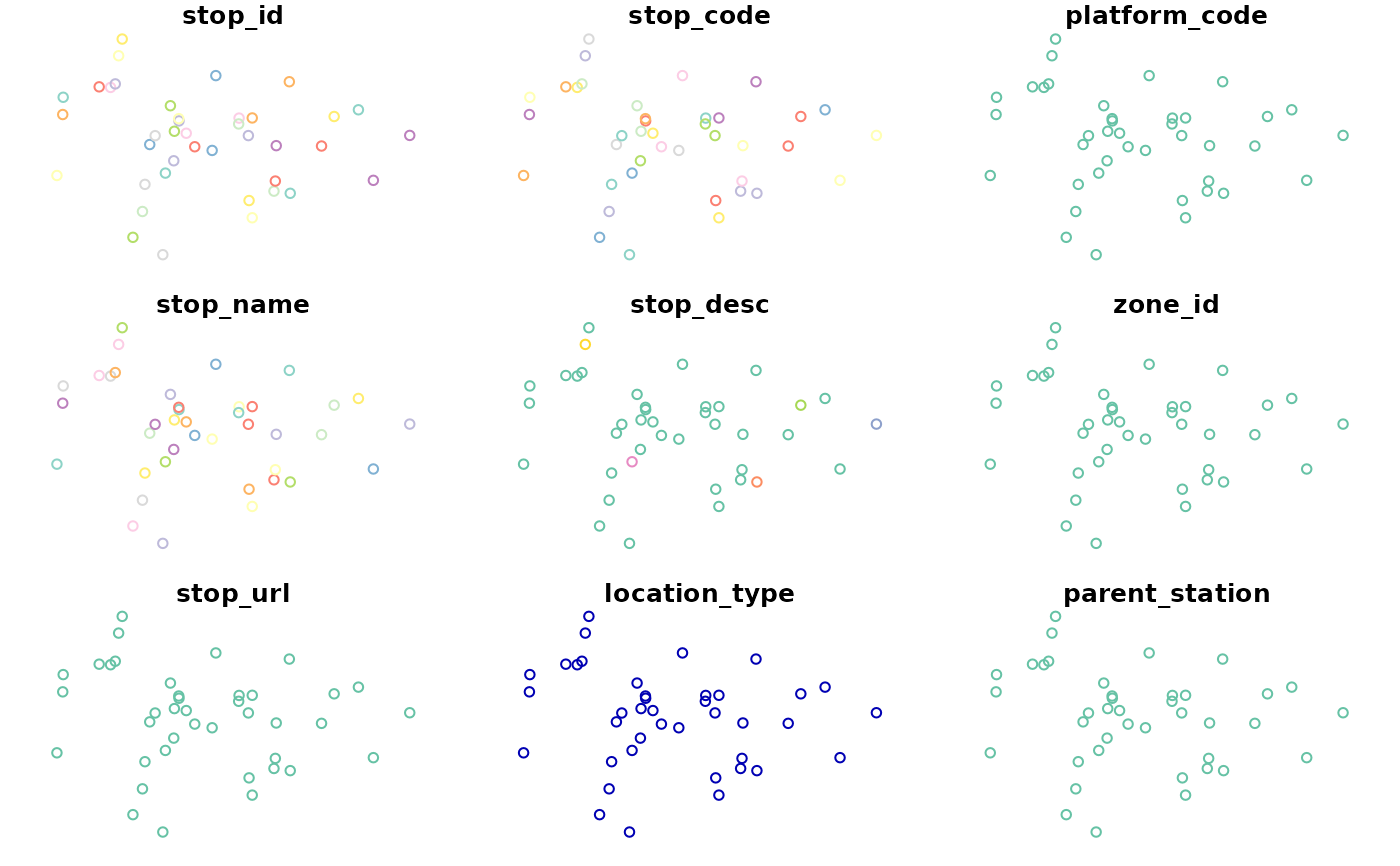 stop_id
stop_code
platform_code
stop_name
stop_desc
zone_id
stop_url
location_type
parent_station